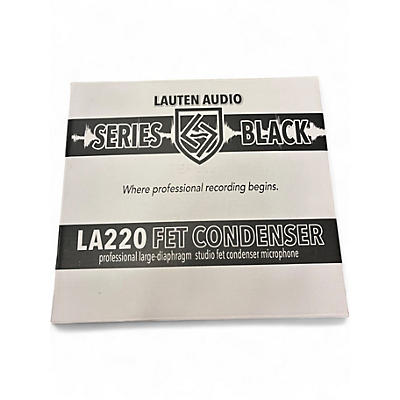 LAUTEN AUDIO
SERIES BLACK
Where professional recording begins.
LA220 FET CONDENSER
professional large-diaphragm studio fet condenser microphone